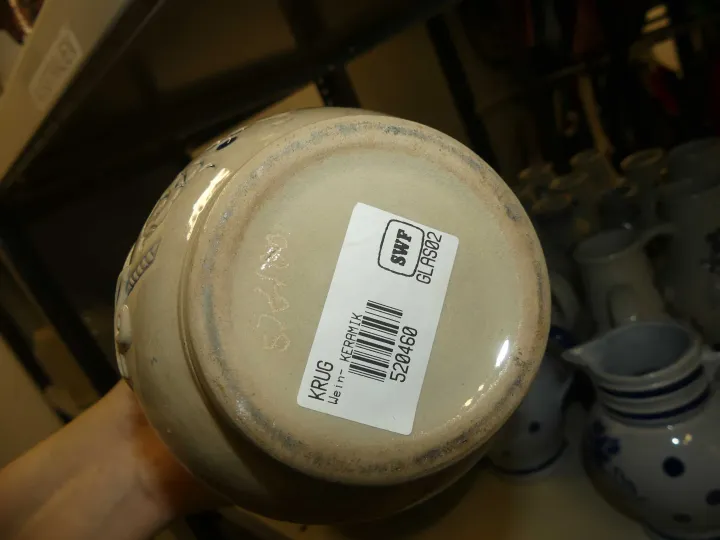 KRUG
Wein- KERAMIK
520460
SWF
GLAS02